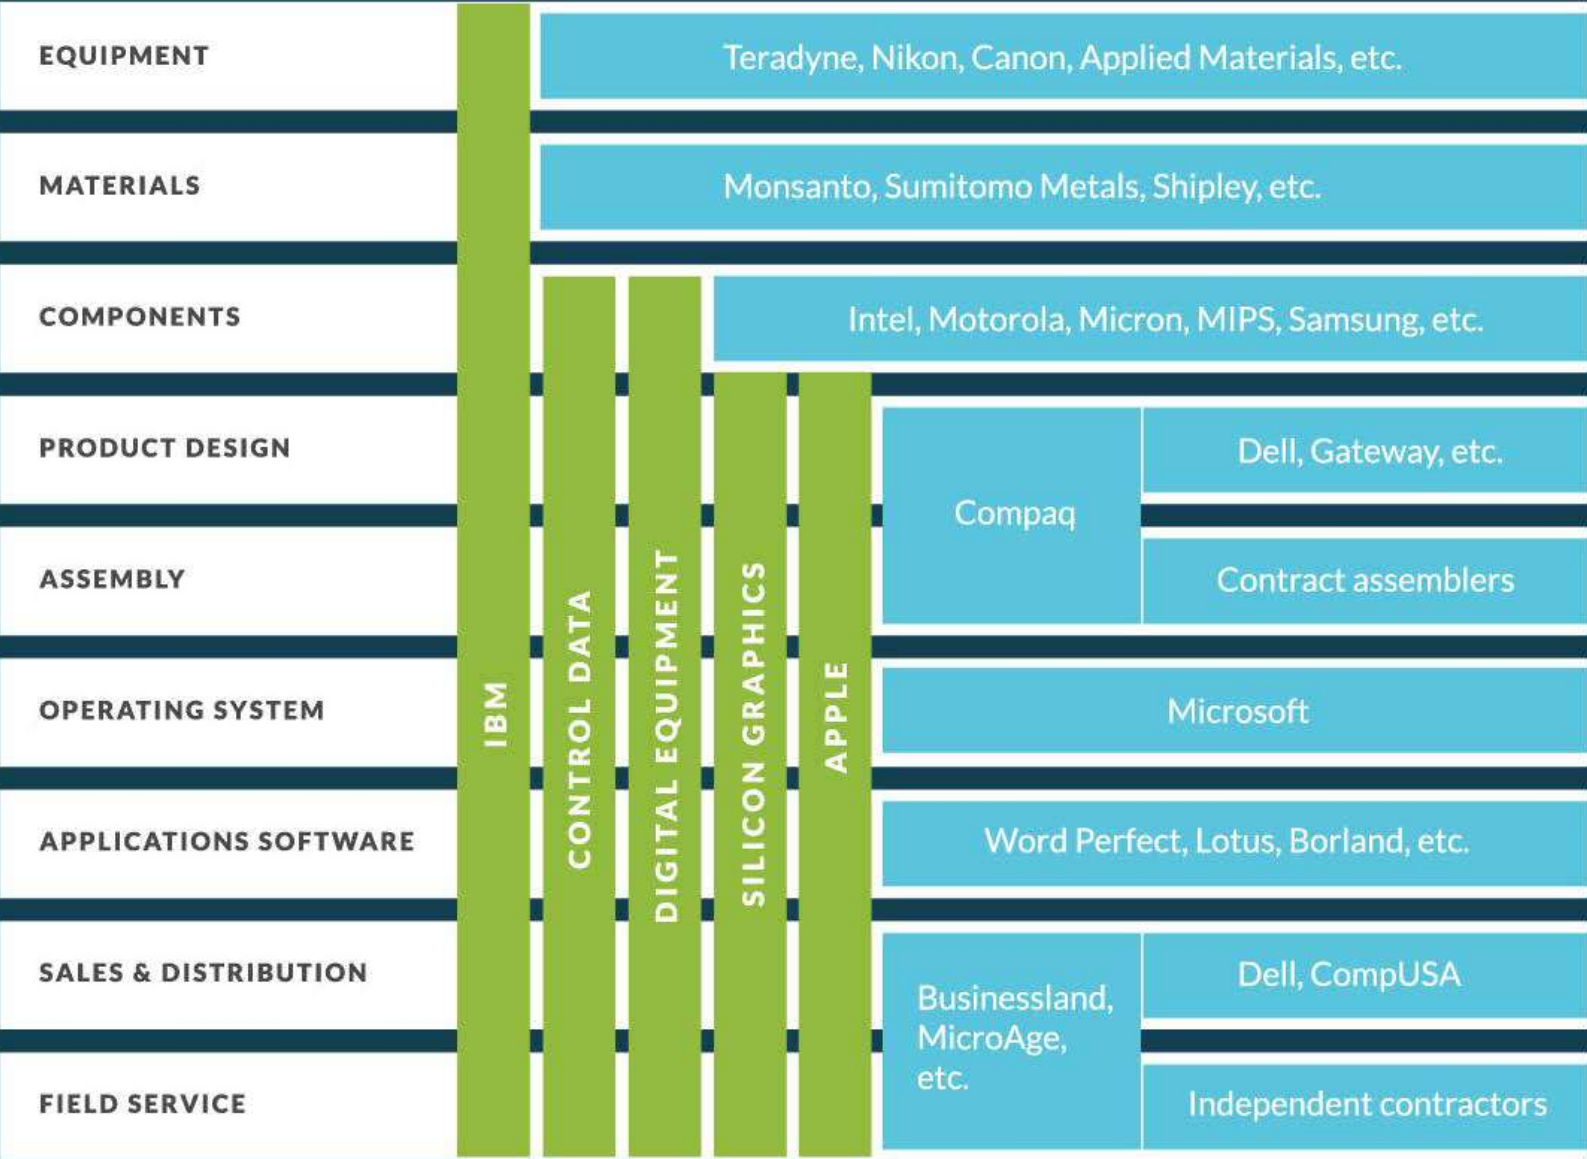 EQUIPMENT
Teradyne, Nikon, Canon, Applied Materials, etc.
MATERIALS
Monsanto, Sumitomo Metals, Shipley, etc.
COMPONENTS
Intel, Motorola, Micron, MIPS, Samsung, etc.
PRODUCT DESIGN
Dell, Gateway, etc.
Compaq
ASSEMBLY
Contract assemblers
OPERATING SYSTEM
IBM
CONTROL DATA
DIGITAL EQUIPMENT
SILICON GRAPHICS
APPLE
Microsoft
APPLICATIONS SOFTWARE
Word Perfect, Lotus, Borland, etc.
SALES & DISTRIBUTION
Dell, CompUSA
Businessland,
MicroAge,
etc.
FIELD SERVICE
Independent contractors